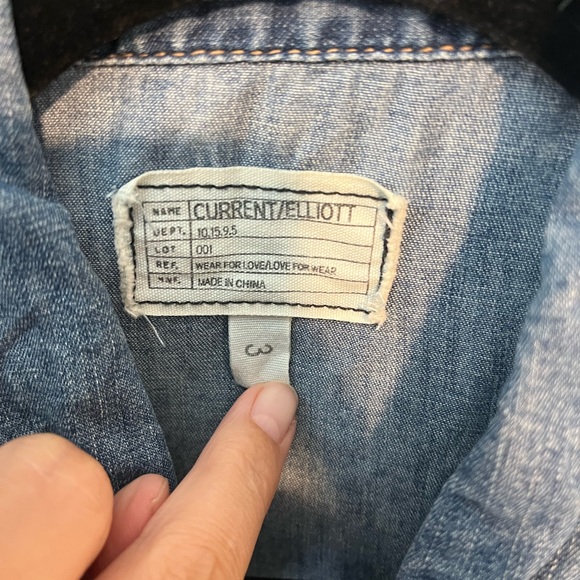 NAME CURRENT/ELLIOTT
DEPT. 10.15.9.5
LOT 001
REF. WEAR FOR LOVE/LOVE FOR WEAR
MNF. MADE IN CHINA
3